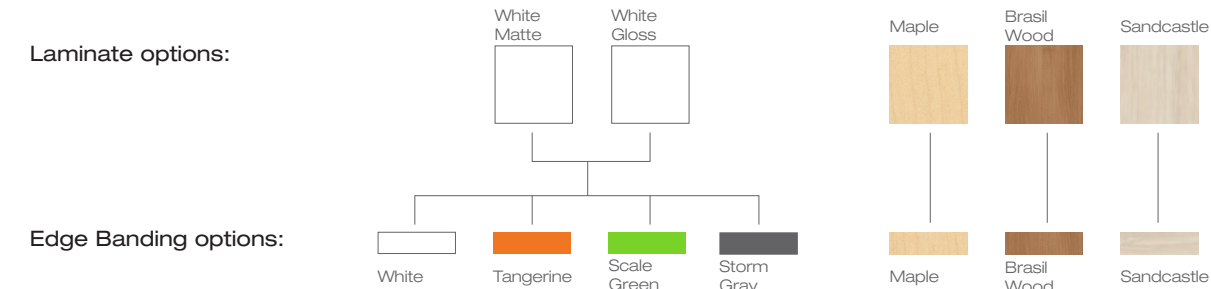 White
Matte
White
Gloss
Maple
Brasil
Wood
Sandcastle
Laminate options:
Edge Banding options:
White
Tangerine
Scale
Green
Storm
Gray
Maple
Brasil
Wood
Sandcastle